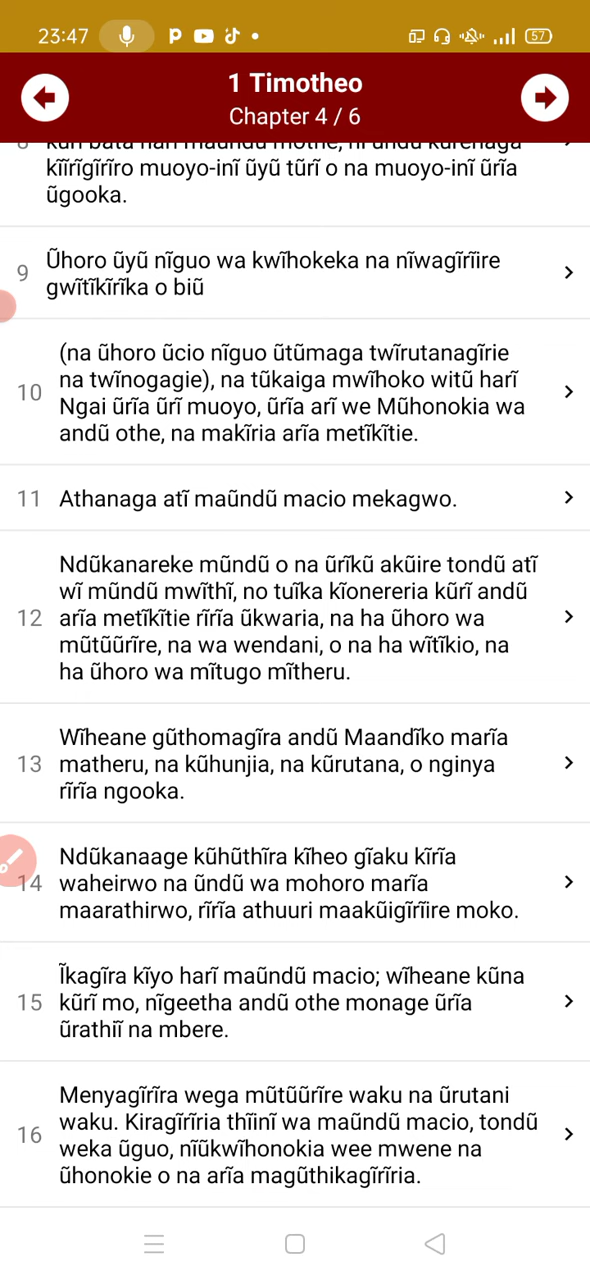 23:47
57
1 Timotheo
Chapter 4 / 6
kĩĩrĩgĩrĩro muoyo-inĩ ũyũ tũrĩ o na muoyo-inĩ ũrĩa
ũgooka.
9
Ũhoro ũyũ nĩguo wa kwĩhokeka na nĩwagĩrĩire
gwĩtĩkĩrĩka o biũ
10
(na ũhoro ũcio nĩguo ũtũmaga twĩrutanagĩrie
na twĩnogagie), na tũkaiga mwĩhoko witũ harĩ
Ngai ũrĩa ũrĩ muoyo, ũrĩa arĩ we Mũhonokia wa
andũ othe, na makĩria arĩa metĩkĩtie.
11 Athanaga atĩ maũndũ macio mekagwo.
12
Ndũkanareke mũndũ o na ũrĩkũ akũire tondũ atĩ
wĩ mũndũ mwĩthĩ, no tuĩka kĩonereria kũrĩ andũ
arĩa metĩkĩtie rĩrĩa ũkwaria, na ha ũhoro wa
mũtũũrĩre, na wa wendani, o na ha wĩtĩkio, na
ha ũhoro wa mĩtugo mĩtheru.
13
Wĩheane gũthomagĩra andũ Maandĩko marĩa
matheru, na kũhunjia, na kũrutana, o nginya
rĩrĩa ngooka.
14
Ndũkanaage kũhũthĩra kĩheo gĩaku kĩrĩa
waheirwo na ũndũ wa mohoro marĩa
maarathirwo, rĩrĩa athuuri maakũigĩrĩire moko.
15
Ĩkagĩra kĩyo harĩ maũndũ macio; wĩheane kũna
kũrĩ mo, nĩgeetha andũ othe monage ũrĩa
ũrathiĩ na mbere.
16
Menyagĩrĩra wega mũtũũrĩre waku na ũrutani
waku. Kiragĩrĩria thĩinĩ wa maũndũ macio, tondũ
weka ũguo, nĩũkwĩhonokia wee mwene na
ũhonokie o na arĩa magũthikagĩrĩria.